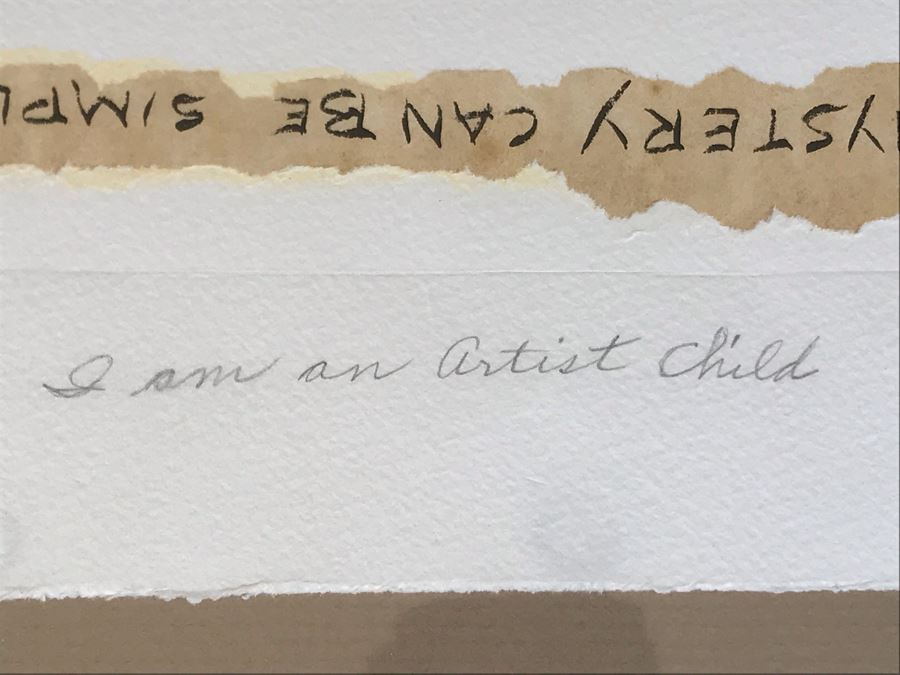 YSTERY CAN BE SIMPL
I am an Artist Child